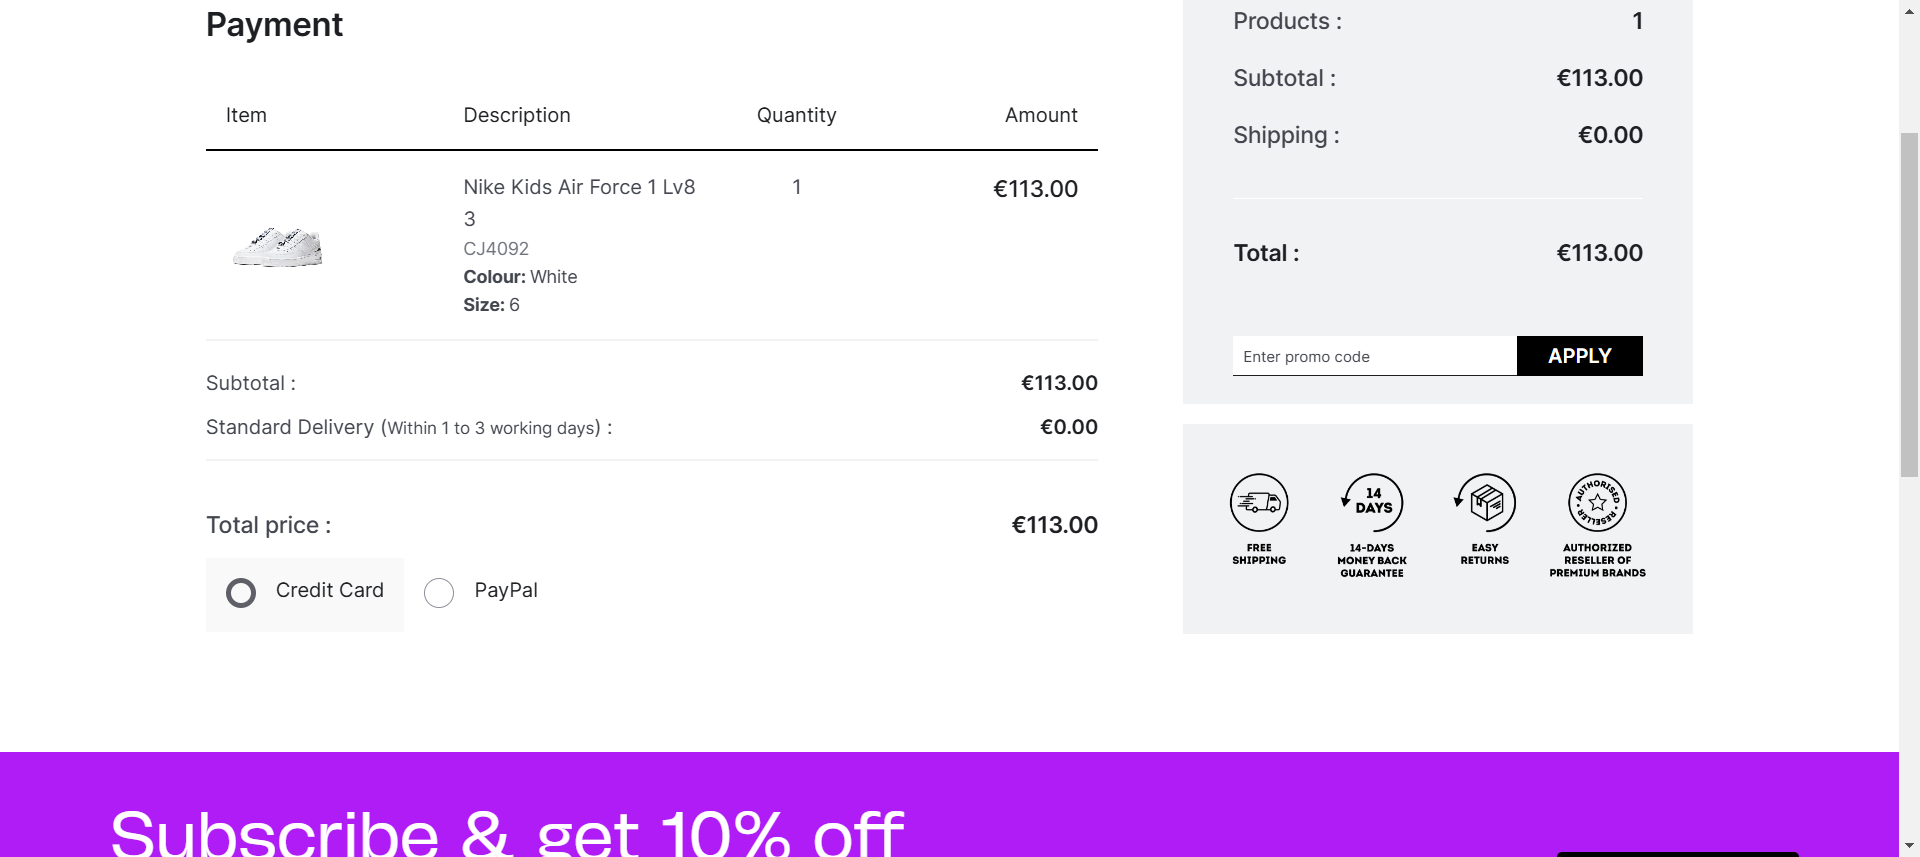 Payment
Item Description Quantity Amount
Nike Kids Air Force 1 Lv8 1 €113.00
3
CJ4092
Colour: White
Size: 6
Subtotal : €113.00
Standard Delivery (Within 1 to 3 working days) : €0.00
Total price : €113.00
Credit Card PayPal
Products : 1
Subtotal : €113.00
Shipping : €0.00
Total : €113.00
Enter promo code APPLY
14
DAYS
AUTHORISED
RESELLER
FREE
SHIPPING
14-DAYS
MONEY BACK
GUARANTEE
EASY
RETURNS
AUTHORIZED
RESELLER OF
PREMIUM BRANDS
Subscribe & get 10% off